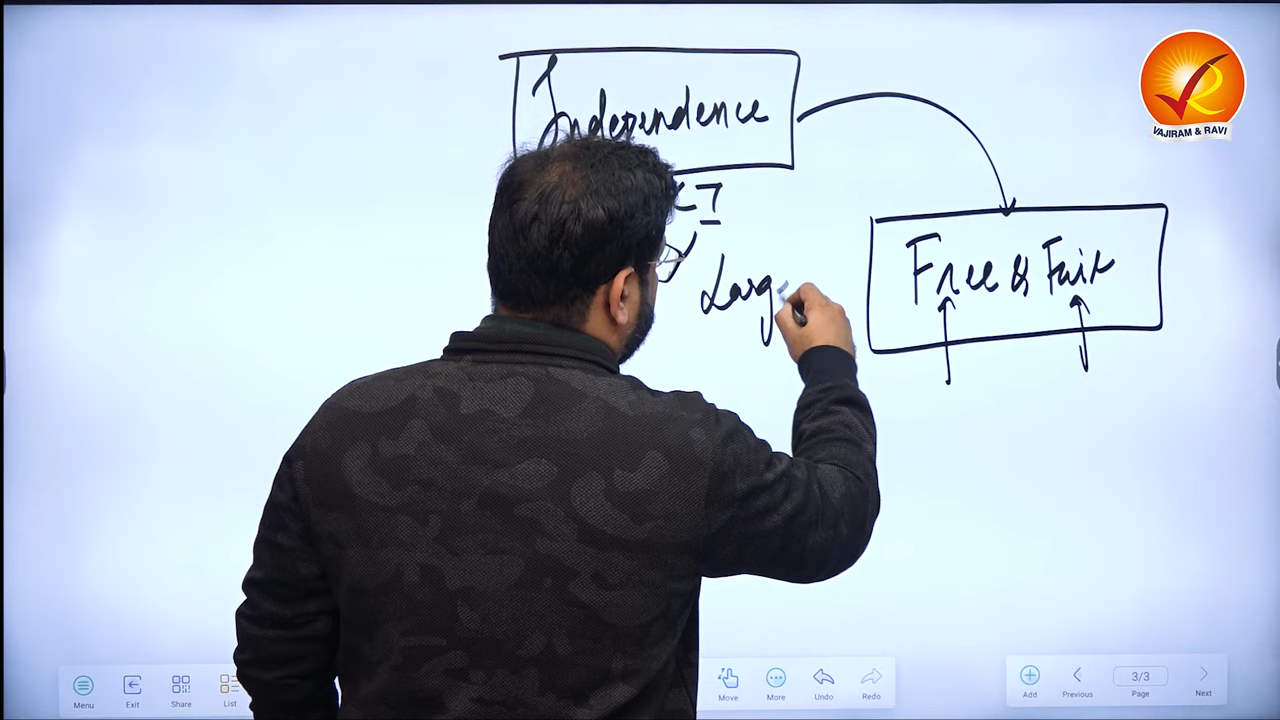 Independence
VAJIRAM & RAVI
Free & Fair
Larg
Menu
Exit
Share
List
Move
More
Undo
Redo
Add
Previous
3/3
Page
Next